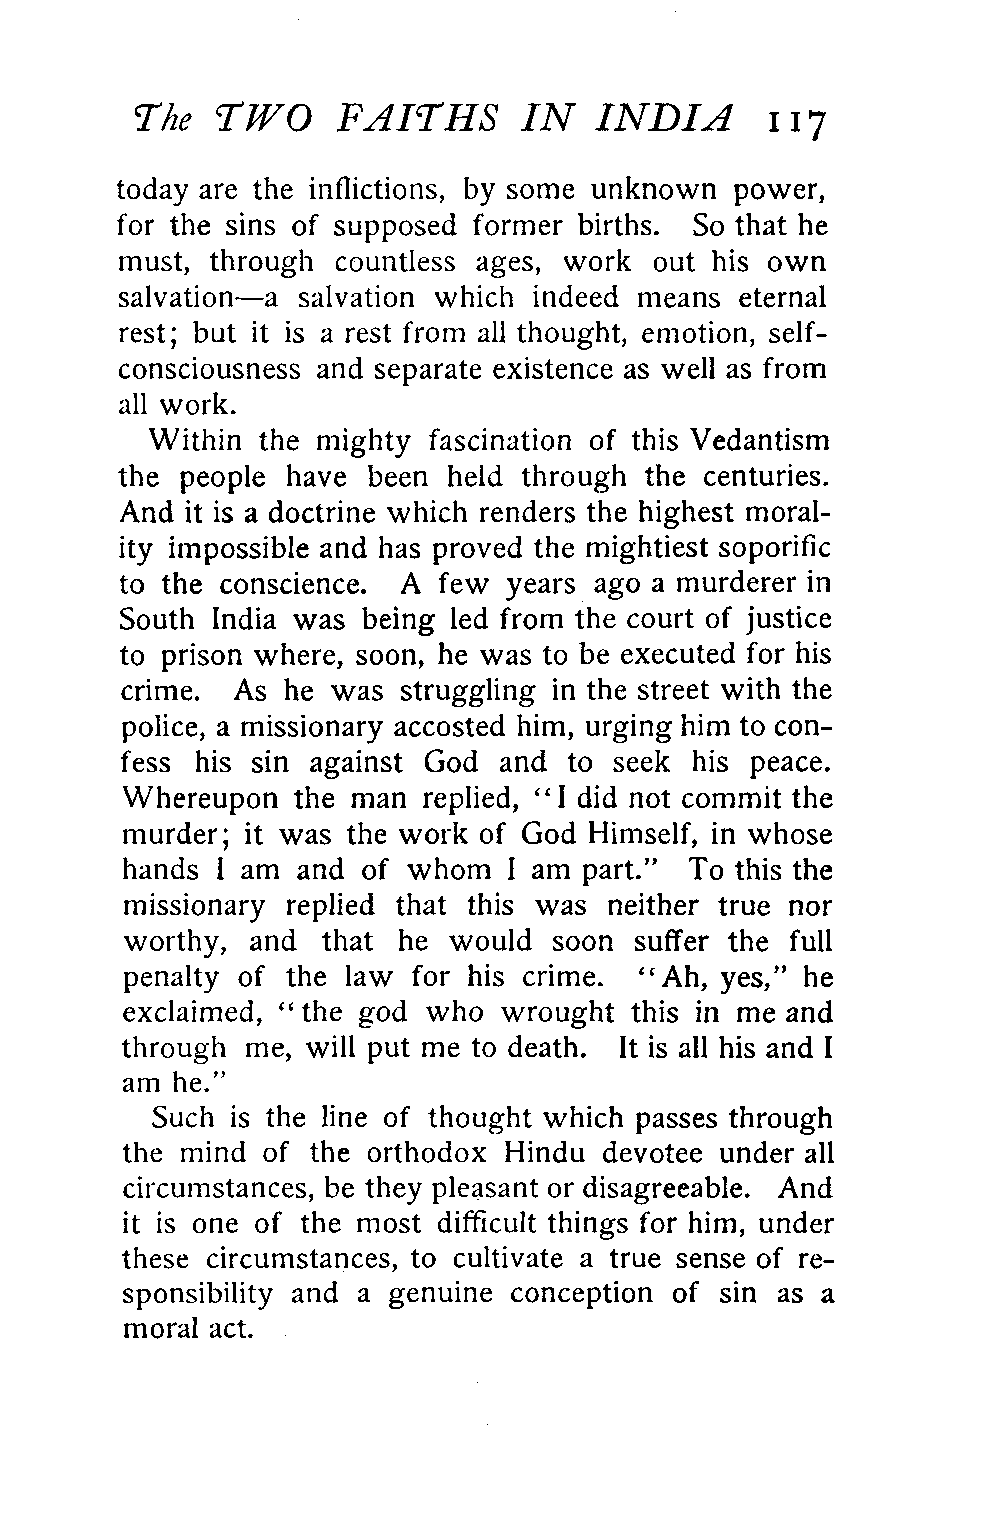 The TWO FAITHS IN INDIA 117
today are the inflictions, by some unknown power,
for the sins of supposed former births. So that he
must, through countless ages, work out his own
salvation—a salvation which indeed means eternal
rest; but it is a rest from all thought, emotion, self-
consciousness and separate existence as well as from
all work.
Within the mighty fascination of this Vedantism
the people have been held through the centuries.
And it is a doctrine which renders the highest moral-
ity impossible and has proved the mightiest soporific
to the conscience. A few years ago a murderer in
South India was being led from the court of justice
to prison where, soon, he was to be executed for his
crime. As he was struggling in the street with the
police, a missionary accosted him, urging him to con-
fess his sin against God and to seek his peace.
Whereupon the man replied, “I did not commit the
murder; it was the work of God Himself, in whose
hands I am and of whom I am part.” To this the
missionary replied that this was neither true nor
worthy, and that he would soon suffer the full
penalty of the law for his crime. “Ah, yes,” he
exclaimed, “the god who wrought this in me and
through me, will put me to death. It is all his and I
am he.”
Such is the line of thought which passes through
the mind of the orthodox Hindu devotee under all
circumstances, be they pleasant or disagreeable. And
it is one of the most difficult things for him, under
these circumstances, to cultivate a true sense of re-
sponsibility and a genuine conception of sin as a
moral act.